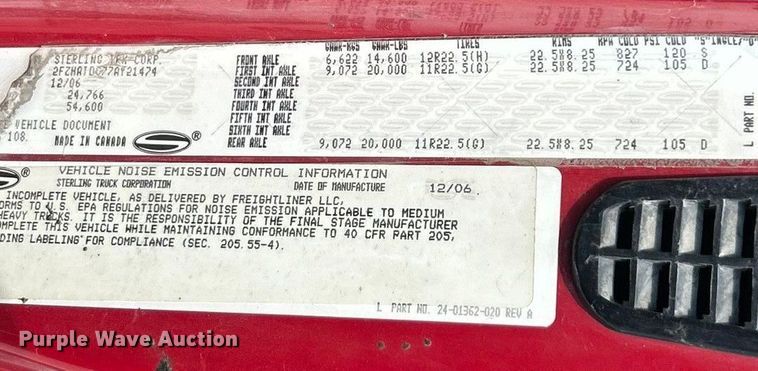 GAWR-KGS GAWR-LBS TIRES RIMS KPA COLD PSI COLD "S"INGLE/"D"
STERLING TRK CORP. FRONT AXLE 6,622 14,600 12R22.5(H) 22.5X8.25 827 120 S
FIRST INT AXLE 9,072 20,000 11R22.5(G) 22.5X8.25 724 105 D
12/06 SECOND INT AXLE
24,766 THIRD INT AXLE
54,600 FOURTH INT AXLE
FIFTH INT AXLE
E VEHICLE DOCUMENT SIXTH INT AXLE
108. MADE IN CANADA ® REAR AXLE 9,072 20,000 11R22.5(G) 22.5X8.25 724 105 D
L PART NO.
® VEHICLE NOISE EMISSION CONTROL INFORMATION
STERLING TRUCK CORPORATION DATE OF MANUFACTURE 12/06
INCOMPLETE VEHICLE, AS DELIVERED BY FREIGHTLINER LLC,
ORMS TO U.S. EPA REGULATIONS FOR NOISE EMISSION APPLICABLE TO MEDIUM
HEAVY TRUCKS. IT IS THE RESPONSIBILITY OF THE FINAL STAGE MANUFACTURER
OMPLETE THIS VEHICLE WHILE MAINTAINING CONFORMANCE TO 40 CFR PART 205,
DING LABELING FOR COMPLIANCE (SEC. 205.55-4).
L PART NO. 24-01362-020 REV A
Purple Wave Auction